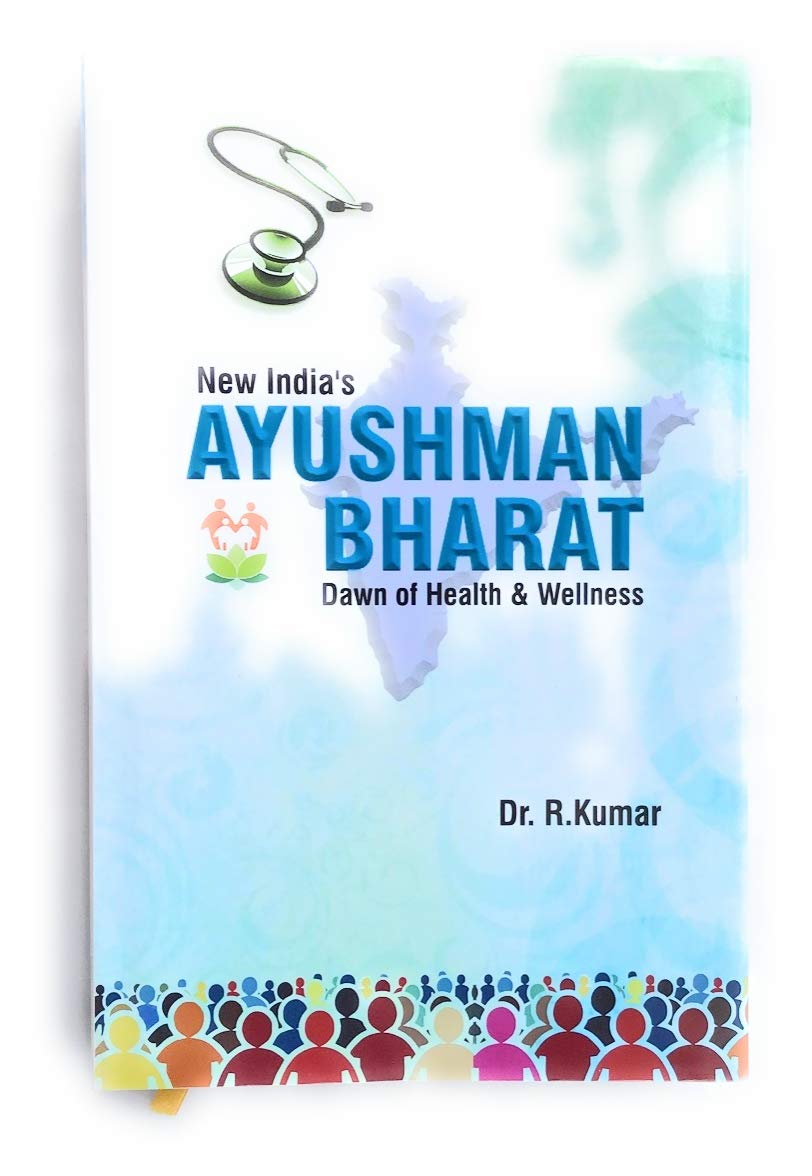 New India's
AYUSHMAN
BHARAT
Dawn of Health & Wellness
Dr. R.Kumar